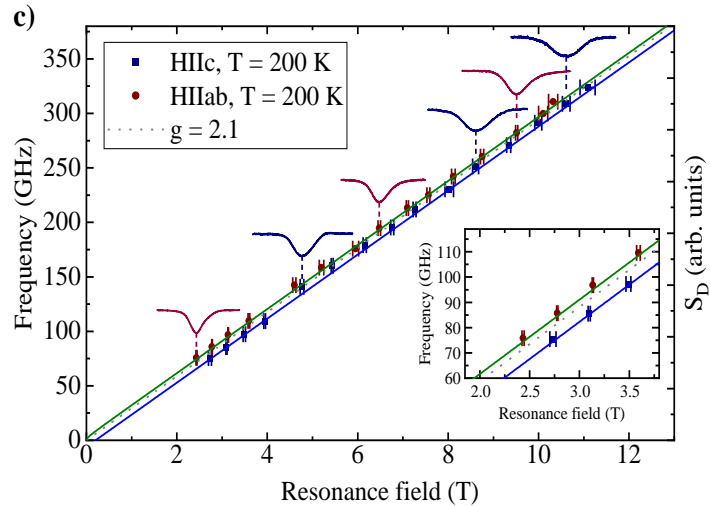 c)
350
300
250
200
150
100
50
0
Frequency (GHz)
HIIc, T = 200 K
HIIab, T = 200 K
g = 2.1
S_D (arb. units)
110
100
90
80
70
60
Frequency (GHz)
2.0 2.5 3.0 3.5
Resonance field (T)
0 2 4 6 8 10 12
Resonance field (T)